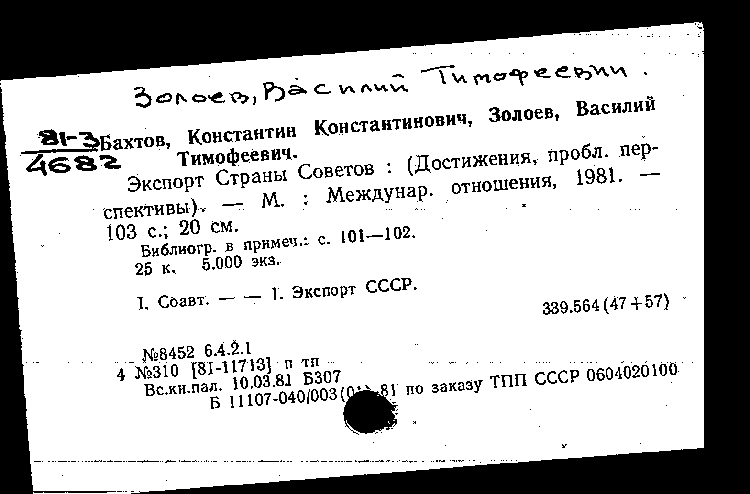 Золоев, Василий Тимофеевич.
81-3
4682
Бахтов, Константин Константинович, Золоев, Василий
Тимофеевич.
Экспорт Страны Советов : (Достижения, пробл. пер-
спективы). — М. : Междунар. отношения, 1981. —
103 с.; 20 см.
Библиогр. в примеч.: с. 101—102.
25 к. 5.000 экз.
I. Соавт. — — 1. Экспорт СССР.
339.564(47+57)
№8452 6.4.2.1
4 №310 [81-11713] п тп
Вс.кн.пал. 10.03.81 Б307
Б 11107-040/003(01) 81 по заказу ТПП СССР 0604020100